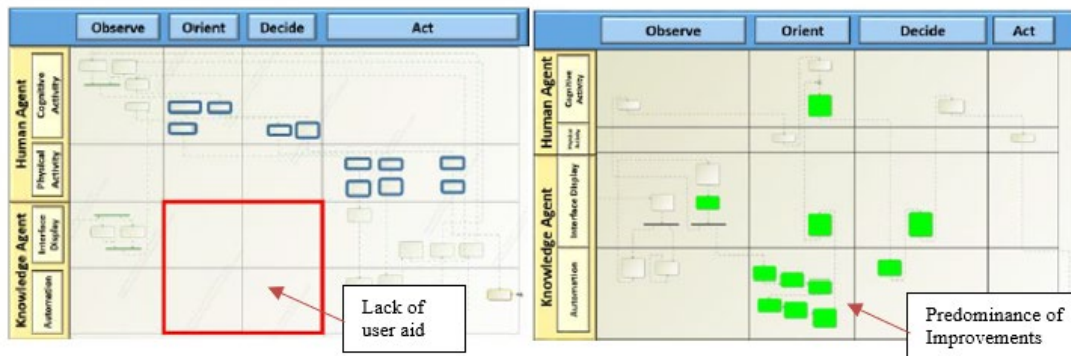 Observe
Orient
Decide
Act
Human Agent
Cognitive
Activity
Physical
Activity
Knowledge Agent
Interface
Display
Automation
Lack of
user aid
Observe
Orient
Decide
Act
Human Agent
Cognitive
Activity
Physical
Activity
Knowledge Agent
Interface Display
Automation
Predominance of
Improvements